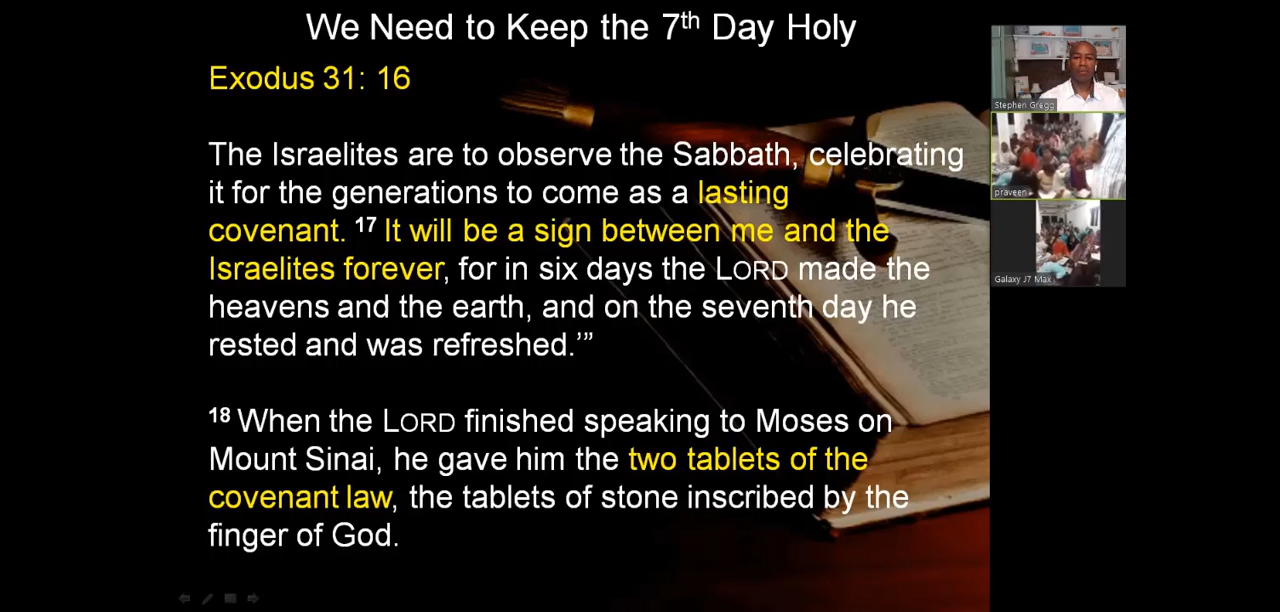 We Need to Keep the 7th Day Holy
Exodus 31: 16
The Israelites are to observe the Sabbath, celebrating
it for the generations to come as a lasting
covenant. 17 It will be a sign between me and the
Israelites forever, for in six days the LORD made the
heavens and the earth, and on the seventh day he
rested and was refreshed.’”
18 When the LORD finished speaking to Moses on
Mount Sinai, he gave him the two tablets of the
covenant law, the tablets of stone inscribed by the
finger of God.
Stephen Gregg
praveen
Galaxy J7 Max